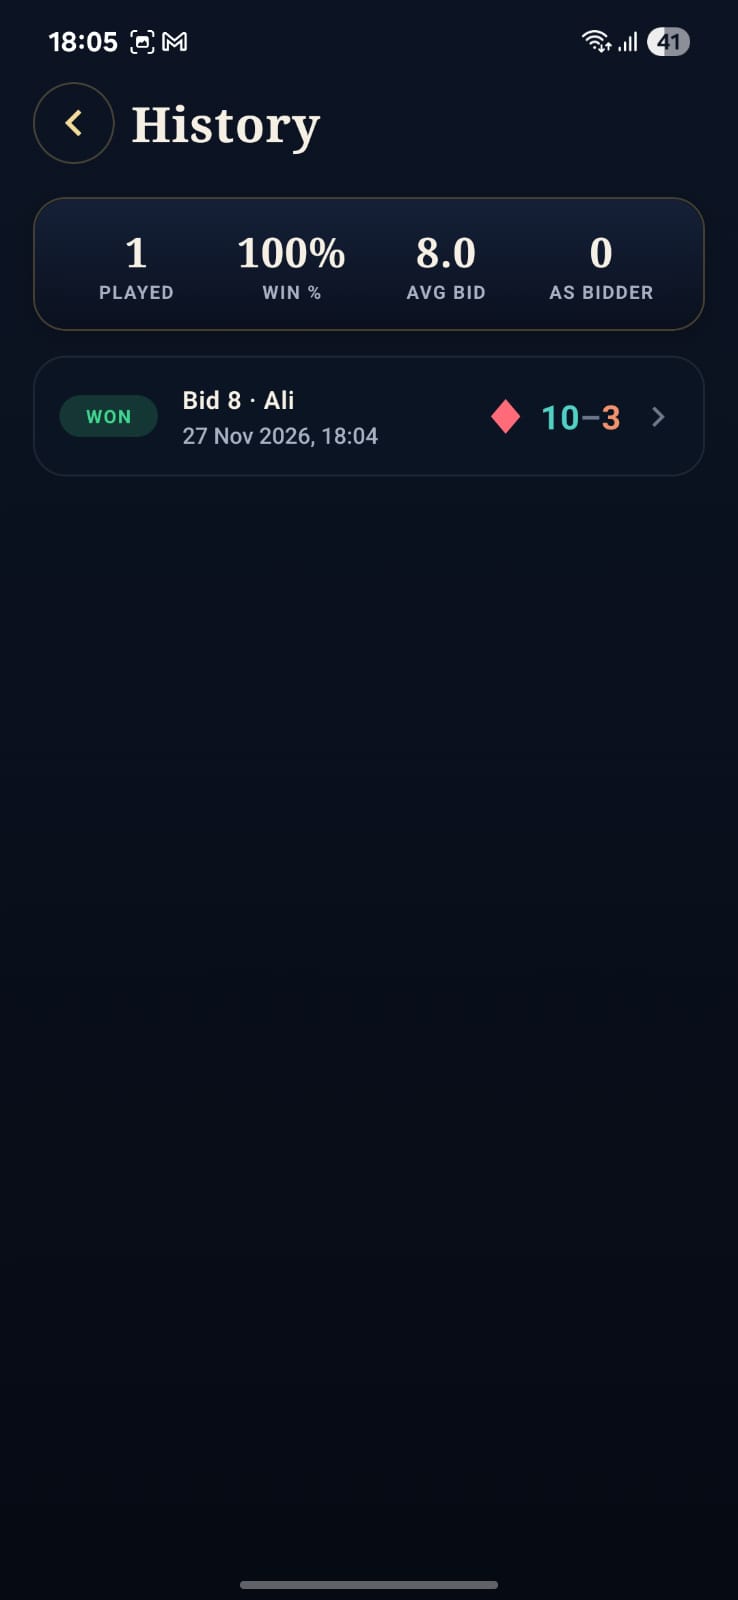 18:05
41
History
1 100% 8.0 0
PLAYED WIN % AVG BID AS BIDDER
WON
Bid 8 · Ali
27 Nov 2026, 18:04
10–3